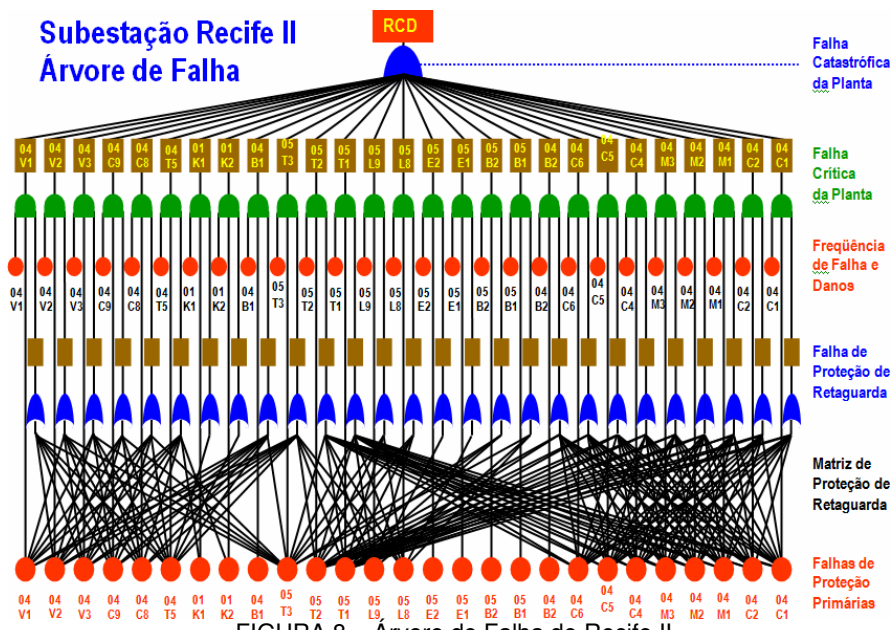 RCD
Subestação Recife II
Árvore de Falha
Falha
Catastrófica
da Planta
04 04 04 04 04 04 01 01 04 05 05 05 05 05 05 05 05 05 04 04 04 04 04 04 04 04 04
V1 V2 V3 C9 C8 T5 K1 K2 B1 T3 T2 T1 L9 L8 E2 E1 B2 B1 B2 C6 C5 C4 M3 M2 M1 C2 C1
Falha
Crítica
da Planta
Freqüência
de Falha e
Danos
04 04 04 04 04 04 01 01 04 05 05 05 05 05 05 05 05 05 04 04 04 04 04 04 04 04 04
V1 V2 V3 C9 C8 T5 K1 K2 B1 T3 T2 T1 L9 L8 E2 E1 B2 B1 B2 C6 C5 C4 M3 M2 M1 C2 C1
Falha de
Proteção de
Retaguarda
Matriz de
Proteção de
Retaguarda
Falhas de
Proteção
Primárias
04 04 04 04 04 04 01 01 04 05 05 05 05 05 05 05 05 05 04 04 04 04 04 04 04 04 04
V1 V2 V3 C9 C8 T5 K1 K2 B1 T3 T2 T1 L9 L8 E2 E1 B2 B1 B2 C6 C5 C4 M3 M2 M1 C2 C1
FIGURA 8 – Árvore de Falha de Recife II